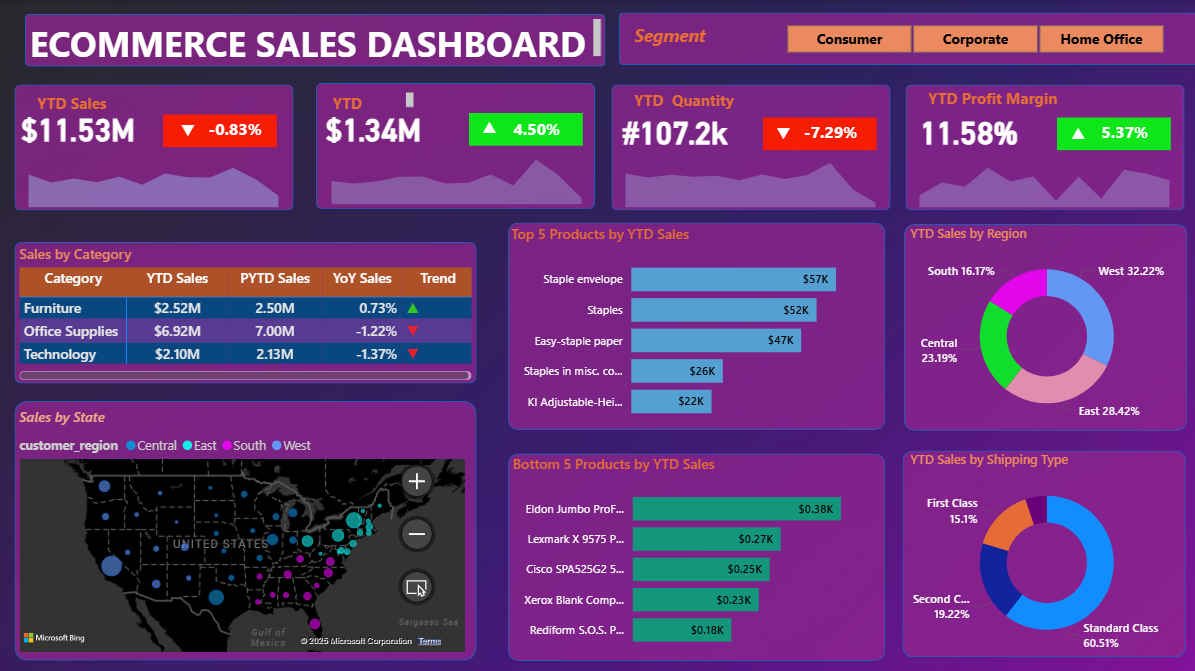 ECOMMERCE SALES DASHBOARD
Segment
Consumer
Corporate
Home Office
YTD Sales
$11.53M
-0.83%
YTD
$1.34M
4.50%
YTD Quantity
#107.2k
-7.29%
YTD Profit Margin
11.58%
5.37%
Sales by Category
Category YTD Sales PYTD Sales YoY Sales Trend
Furniture $2.52M 2.50M 0.73%
Office Supplies $6.92M 7.00M -1.22%
Technology $2.10M 2.13M -1.37%
Top 5 Products by YTD Sales
Staple envelope $57K
Staples $52K
Easy-staple paper $47K
Staples in misc. co... $26K
KI Adjustable-Hei... $22K
YTD Sales by Region
South 16.17%
West 32.22%
Central
23.19%
East 28.42%
Sales by State
customer_region Central East South West
UNITED STATES
Gulf of
Mexico
Sargasso Sea
Microsoft Bing
© 2025 Microsoft Corporation Terms
Bottom 5 Products by YTD Sales
Eldon Jumbo ProF... $0.38K
Lexmark X 9575 P... $0.27K
Cisco SPA525G2 5... $0.25K
Xerox Blank Comp... $0.23K
Rediform S.O.S. P... $0.18K
YTD Sales by Shipping Type
First Class
15.1%
Second C...
19.22%
Standard Class
60.51%